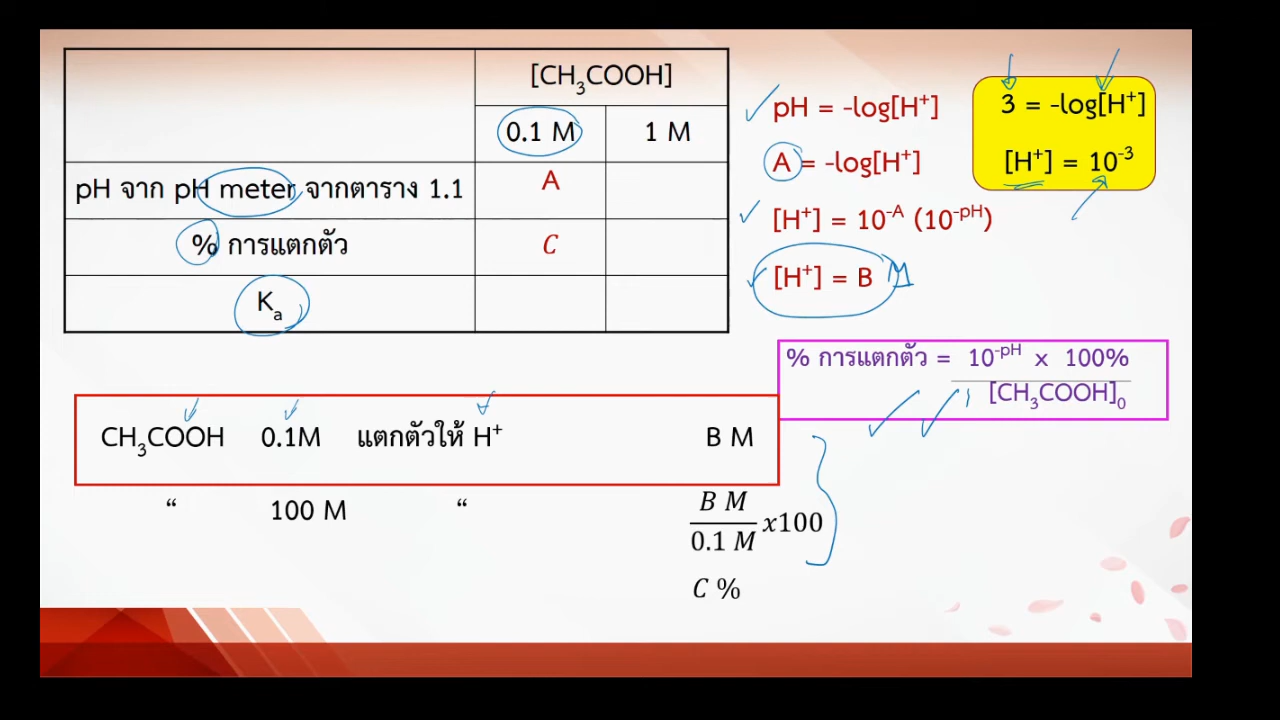 [CH₃COOH]
0.1 M 1 M
pH จาก pH meter จากตาราง 1.1 A
% การแตกตัว C
Kₐ
pH = -log[H⁺]
A = -log[H⁺]
[H⁺] = 10⁻ᴬ (10⁻ᵖᴴ)
[H⁺] = B M
3 = -log[H⁺]
[H⁺] = 10⁻³
% การแตกตัว = 10⁻ᵖᴴ x 100%
[CH₃COOH]₀
CH₃COOH 0.1M แตกตัวให้ H⁺ B M
“ 100 M “ B M
x100
0.1 M
C %